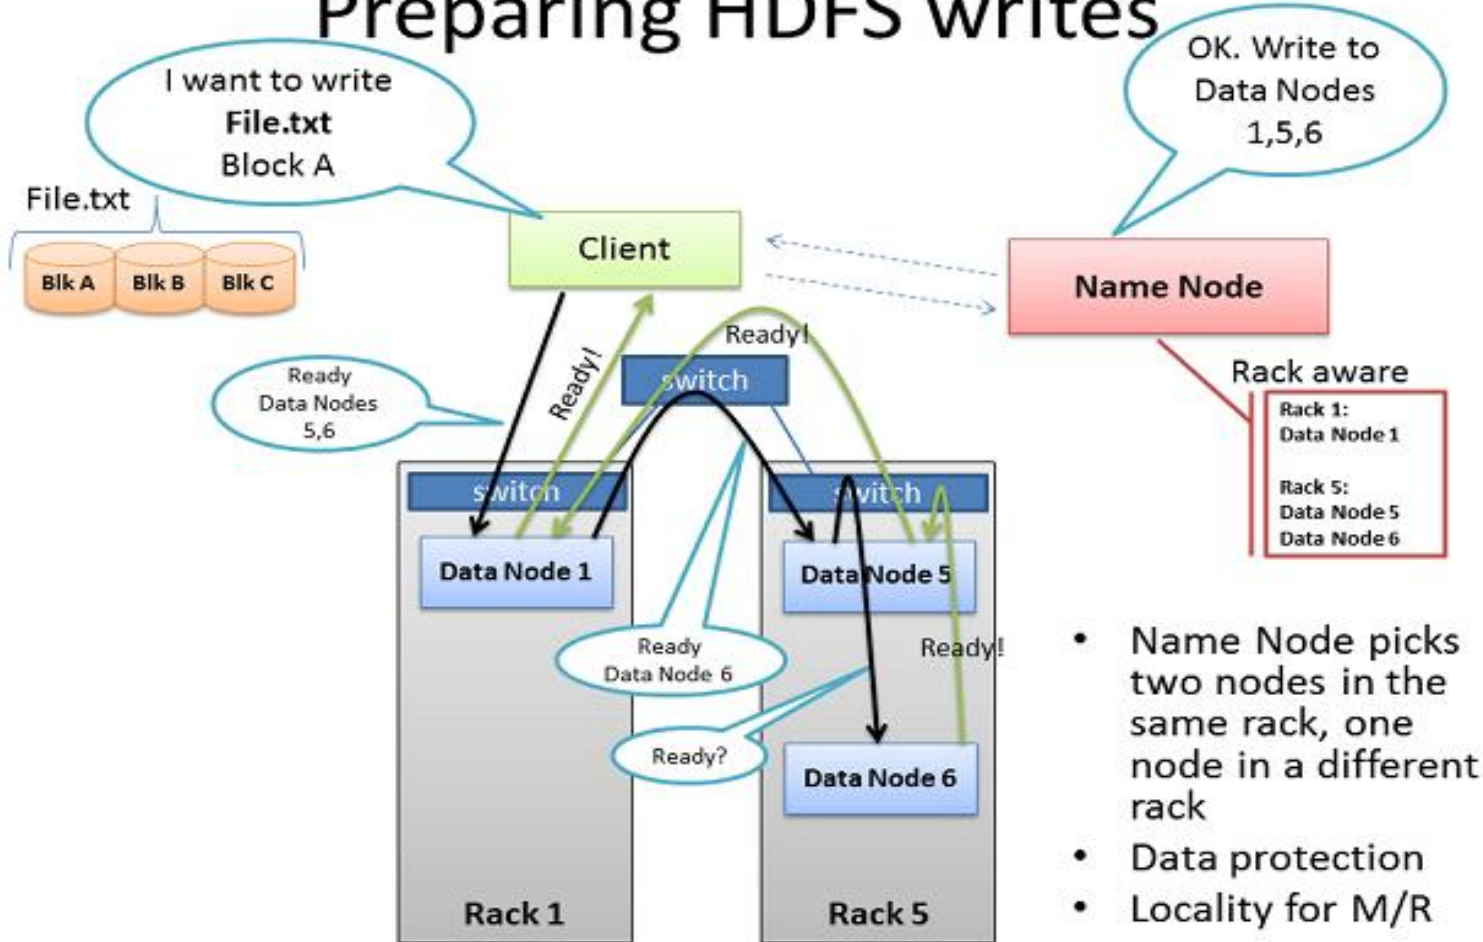 Preparing HDFS writes
I want to write
File.txt
Block A
OK. Write to
Data Nodes
1,5,6
File.txt
Blk A
Blk B
Blk C
Client
Name Node
Ready!
Ready!
switch
Ready
Data Nodes
5,6
Rack aware
Rack 1:
Data Node 1
Rack 5:
Data Node 5
Data Node 6
switch
switch
Data Node 1
Data Node 5
Ready
Data Node 6
Ready!
Ready?
Data Node 6
Rack 1
Rack 5
• Name Node picks
two nodes in the
same rack, one
node in a different
rack
• Data protection
• Locality for M/R